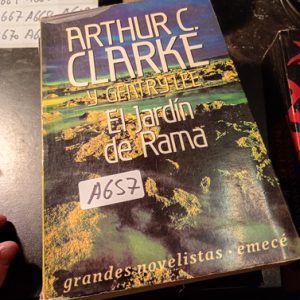 ARTHUR C.
CLARKE
Y GENTRY LEE
El Jardín
de Rama
A657
grandes novelistas · emecé